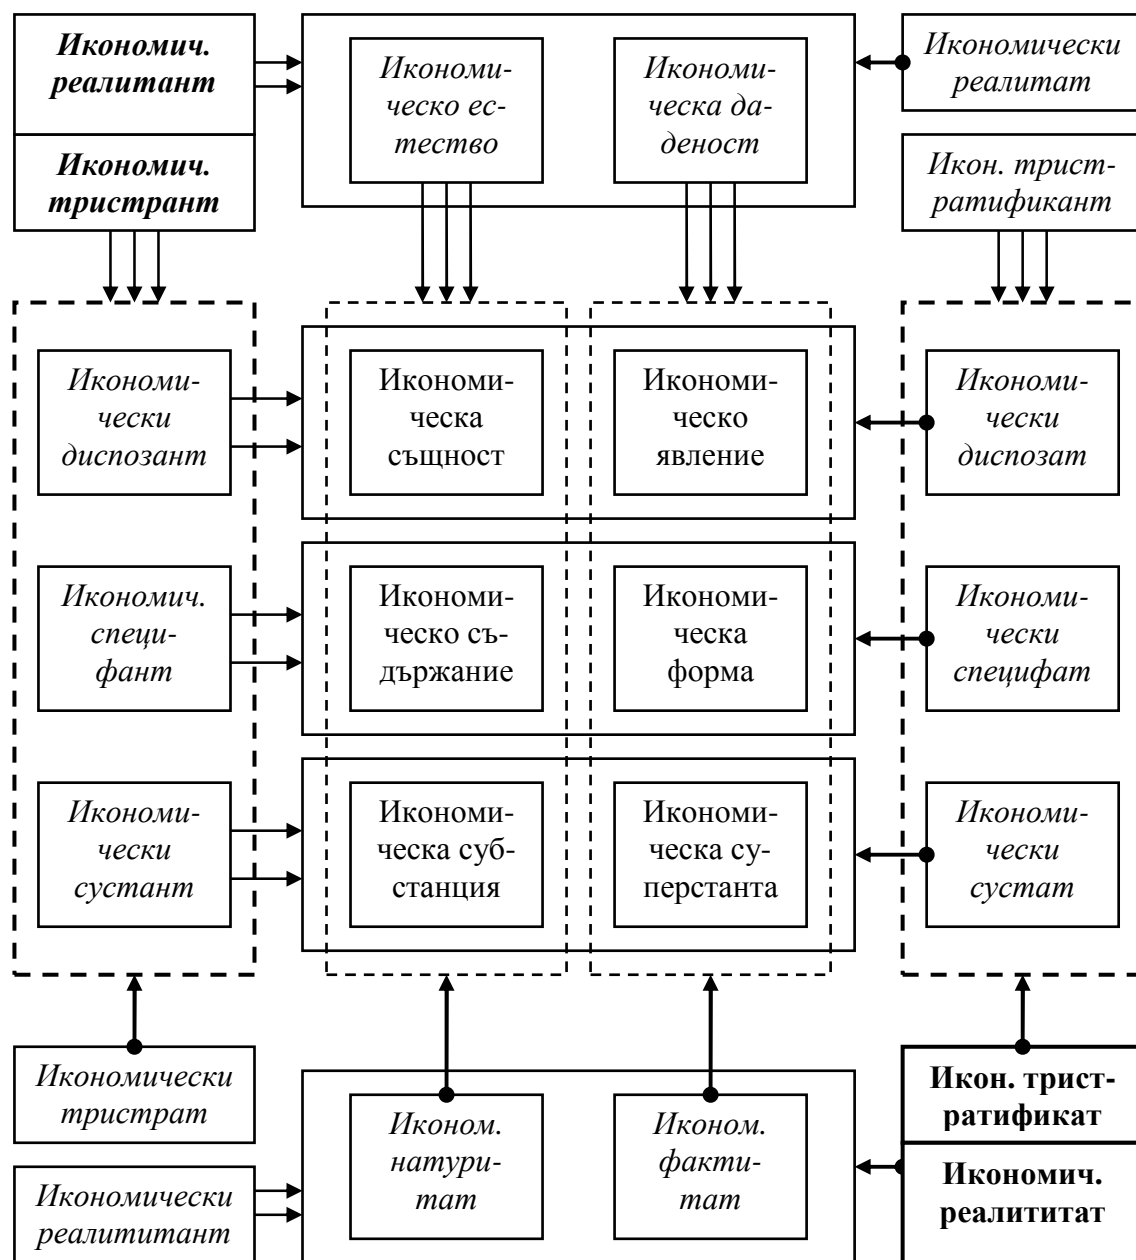 Икономич.
реалитант
Икономич.
тристрант
Икономи-
ческо ес-
тество
Икономи-
ческа да-
деност
Икономически
реалитат
Икон. трист-
ратификант
Икономи-
чески
диспозант
Икономи-
ческа
същност
Икономи-
ческо
явление
Икономи-
чески
диспозат
Икономич.
специ-
фант
Икономи-
ческо съ-
държание
Икономи-
ческа
форма
Икономи-
чески
специфат
Икономи-
чески
сустант
Икономи-
ческа суб-
станция
Икономи-
ческа су-
перстанта
Икономи-
чески
сустат
Икономически
тристрат
Икономически
реалититант
Иконом.
натури-
тат
Иконом.
факти-
тат
Икон. трист-
ратификат
Икономич.
реалититат